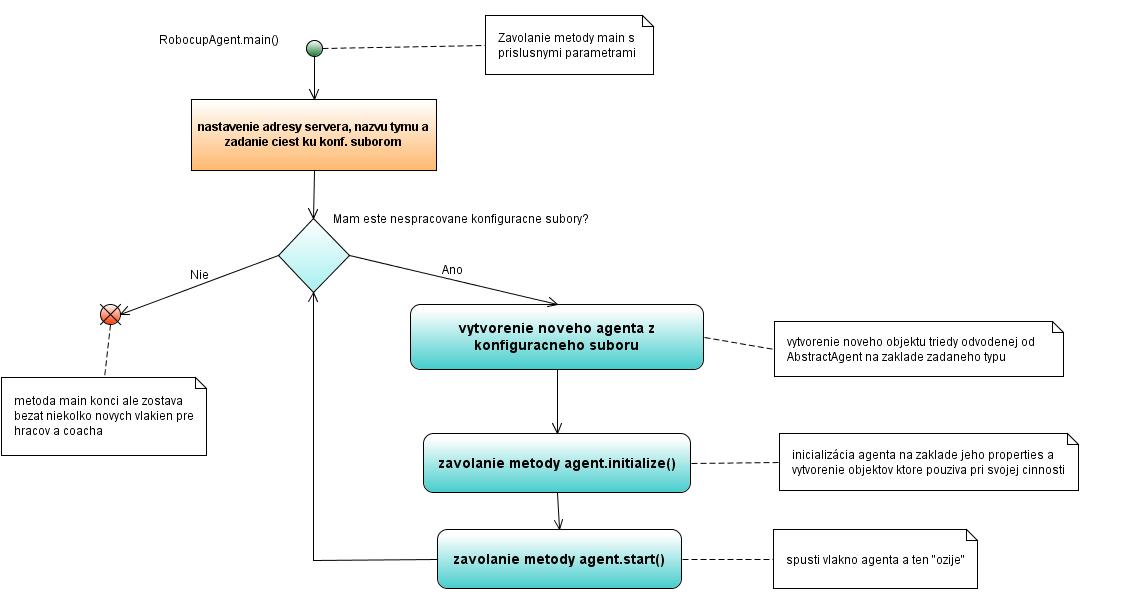 RobocupAgent.main()
Zavolanie metody main s
prislusnymi parametrami
nastavenie adresy servera, nazvu tymu a
zadanie ciest ku konf. suborom
Mam este nespracovane konfiguracne subory?
Nie
Ano
vytvorenie noveho agenta z
konfiguracneho suboru
vytvorenie noveho objektu triedy odvodenej od
AbstractAgent na zaklade zadaneho typu
metoda main konci ale zostava
bezat niekolko novych vlakien pre
hracov a coacha
zavolanie metody agent.initialize()
inicializácia agenta na zaklade jeho properties a
vytvorenie objektov ktore pouziva pri svojej cinnosti
zavolanie metody agent.start()
spusti vlakno agenta a ten "ozije"